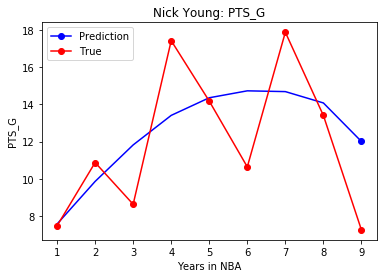 Nick Young: PTS_G
Prediction
True
PTS_G
18
16
14
12
10
8
1 2 3 4 5 6 7 8 9
Years in NBA